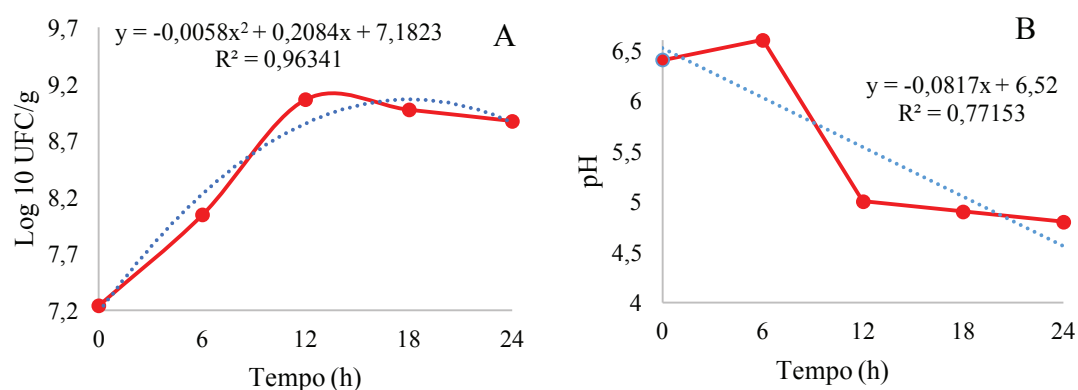 y = -0,0058x² + 0,2084x + 7,1823
R² = 0,96341
A
9,7
9,2
8,7
8,2
7,7
7,2
Log 10 UFC/g
0 6 12 18 24
Tempo (h)
B
y = -0,0817x + 6,52
R² = 0,77153
6,5
6
5,5
5
4,5
4
pH
0 6 12 18 24
Tempo (h)